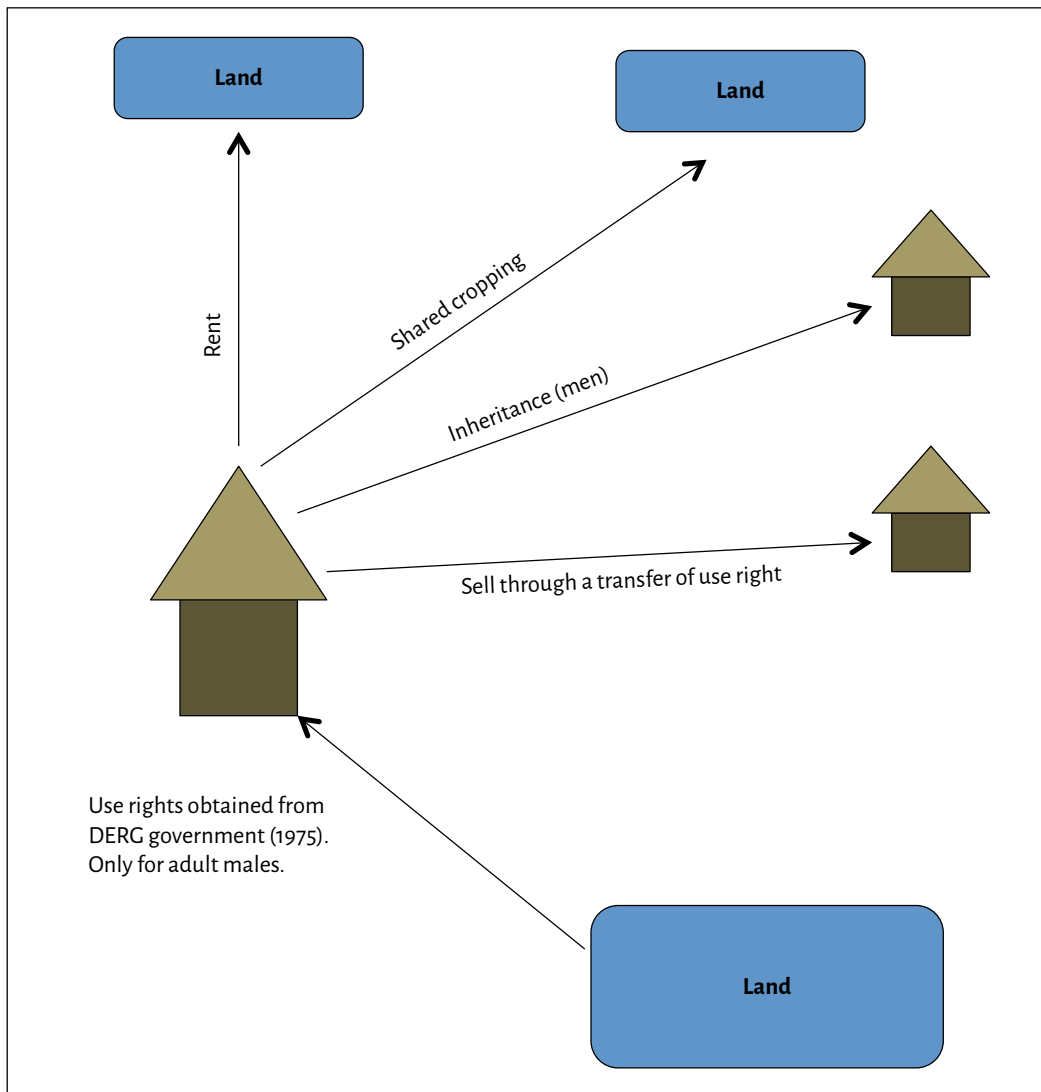 Land
Land
Rent
Shared cropping
Inheritance (men)
Sell through a transfer of use right
Use rights obtained from
DERG government (1975).
Only for adult males.
Land